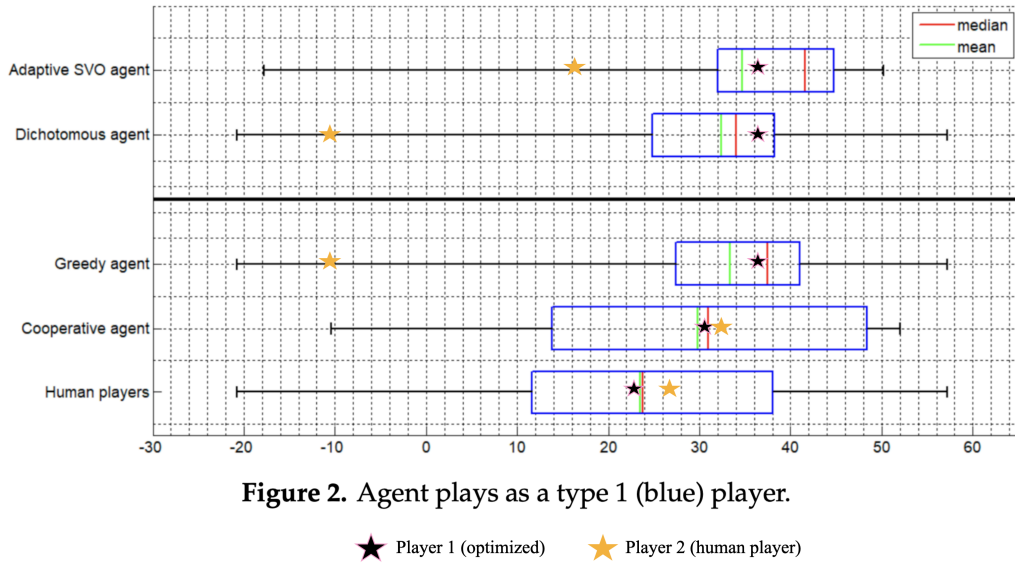 median
mean
Adaptive SVO agent
Dichotomous agent
Greedy agent
Cooperative agent
Human players
-30 -20 -10 0 10 20 30 40 50 60
Figure 2. Agent plays as a type 1 (blue) player.
Player 1 (optimized) Player 2 (human player)